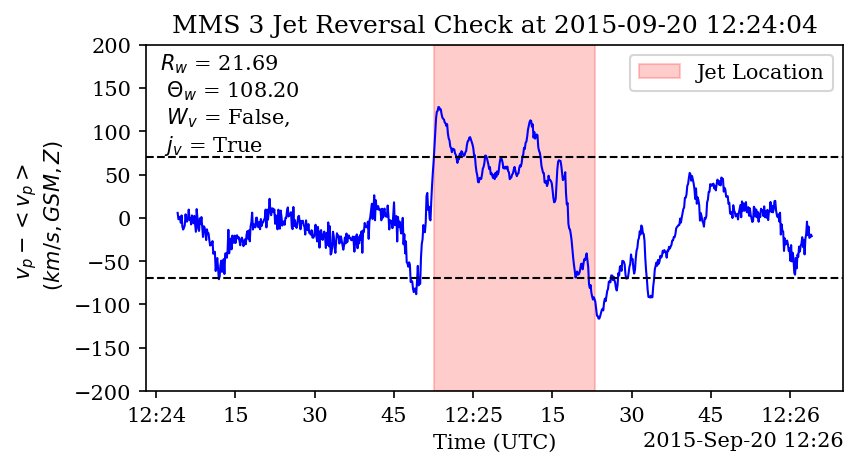 MMS 3 Jet Reversal Check at 2015-09-20 12:24:04
R_w = 21.69
Θ_w = 108.20
W_v = False,
j_v = True
Jet Location
v_p − < v_p >
(km/s, GSM, Z)
200
150
100
50
0
−50
−100
−150
−200
12:24 15 30 45 12:25 15 30 45 12:26
Time (UTC)
2015-Sep-20 12:26